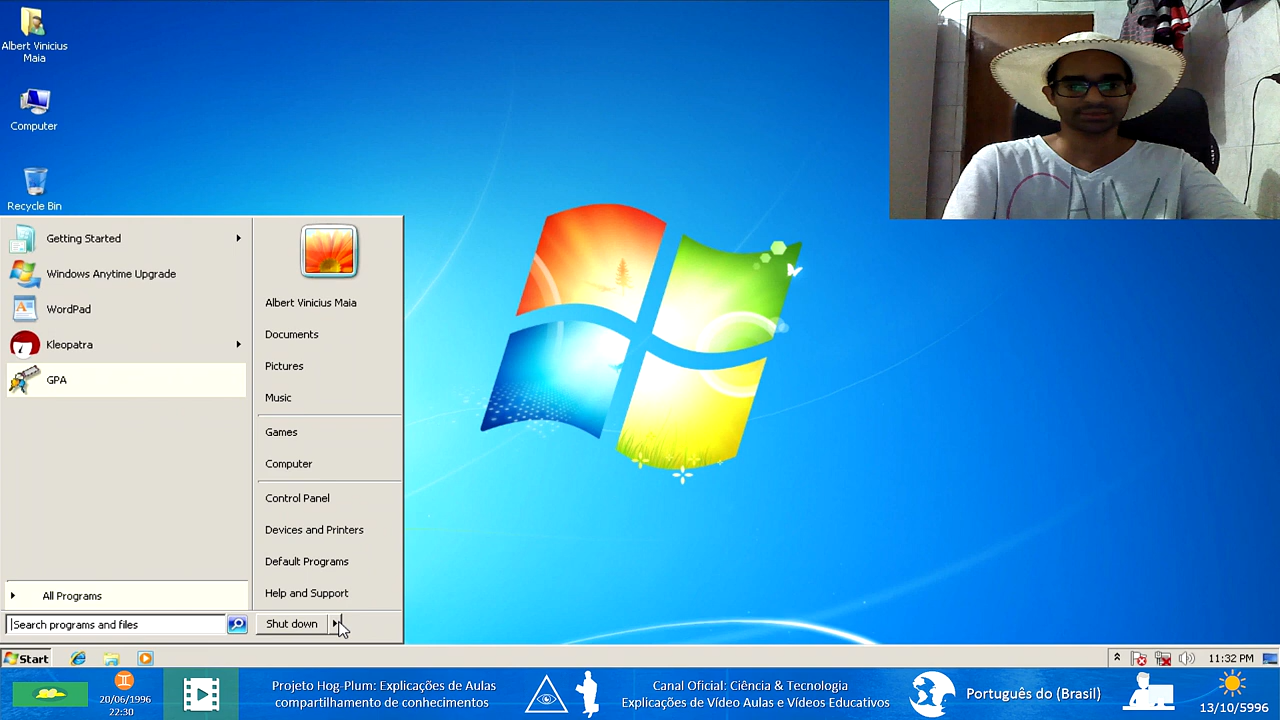 Albert Vinicius
Maia
Computer
Recycle Bin
Getting Started
Windows Anytime Upgrade
WordPad
Kleopatra
GPA
All Programs
Search programs and files
Albert Vinicius Maia
Documents
Pictures
Music
Games
Computer
Control Panel
Devices and Printers
Default Programs
Help and Support
Shut down
Start
11:32 PM
20/06/1996
22:30
Projeto Hog-Plum: Explicações de Aulas
compartilhamento de conhecimentos
Canal Oficial: Ciência & Tecnologia
Explicações de Vídeo Aulas e Vídeos Educativos
Português do (Brasil)
13/10/5996